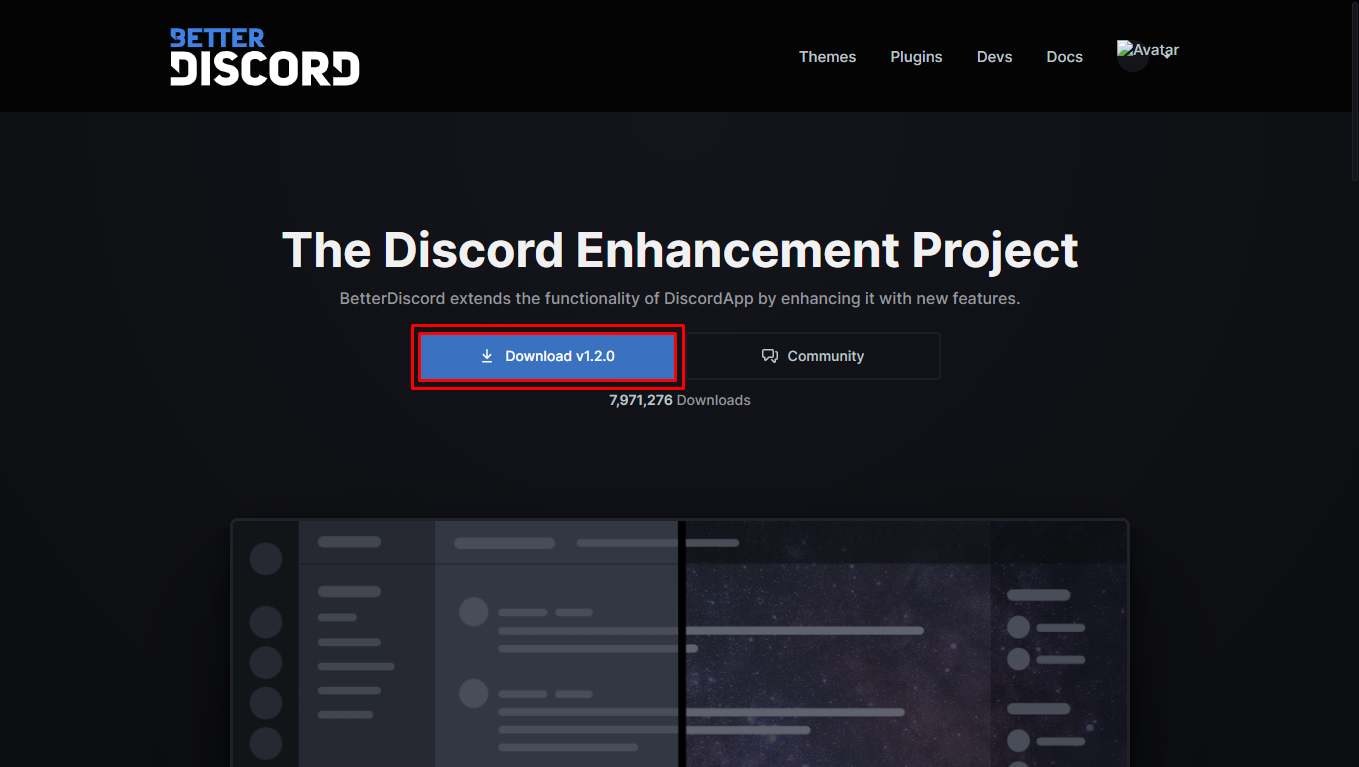 BETTER
DISCORD
Themes Plugins Devs Docs Avatar
The Discord Enhancement Project
BetterDiscord extends the functionality of DiscordApp by enhancing it with new features.
Download v1.2.0 Community
7,971,276 Downloads